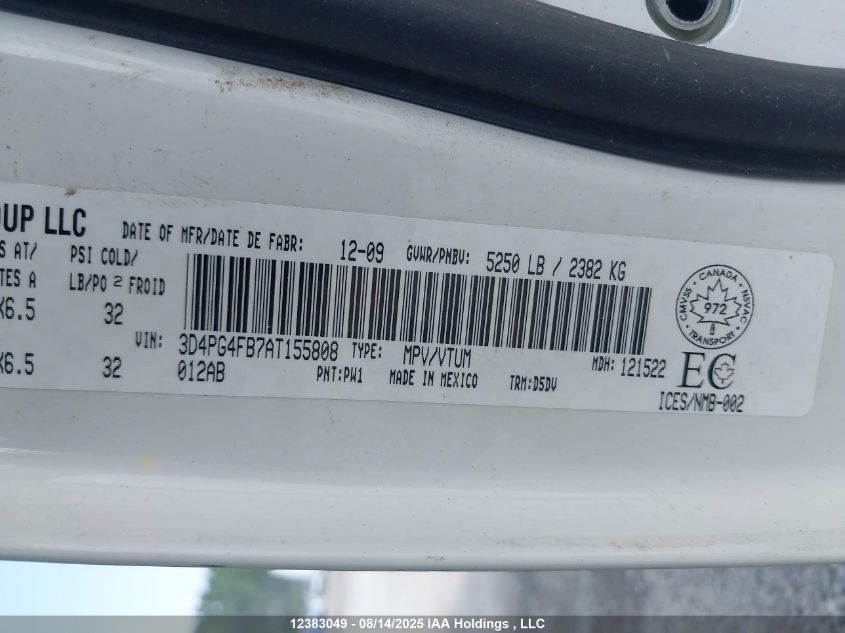 OUP LLC
DATE OF MFR/DATE DE FABR: 12-09 GVWR/PNBV: 5250 LB / 2382 KG
S AT/ PSI COLD/
TES A LB/PO² FROID
X6.5 32
VIN: 3D4PG4FB7AT155808 TYPE: MPV/VTUM MDH: 121522
X6.5 32 012AB PNT:PW1 MADE IN MEXICO TRM:D5DV
CANADA
CMVSS 972 NSVAC
TRANSPORT
EC
ICES/NMB-002
12383049 - 08/14/2025 IAA Holdings , LLC